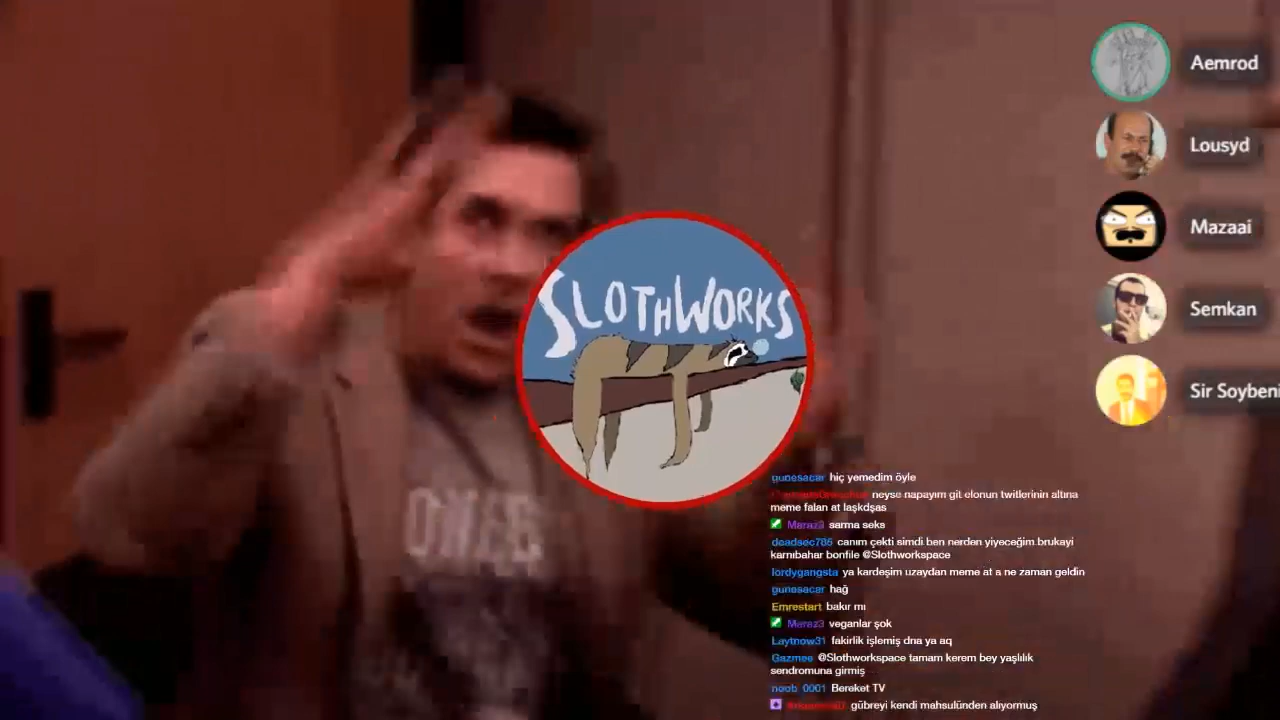 Aemrod
Lousyd
Mazaai
Semkan
Sir Soybeni
SLOTHWORKS
gunesacar hiç yemedim öyle
neyse napayım git elonun twitlerinin altına
meme falan at laşkdşas
Maraz3 sarma seks
deadsec786 canım çekti simdi ben nerden yiyeceğim brukayi
karnıbahar bonfile @Slothworkspace
lordygangsta ya kardeşim uzaydan meme at a ne zaman geldin
gunesacar hağ
Emrestart bakır mı
Maraz3 veganlar şok
Laytnow31 fakirlik işlemiş dna ya aq
Gazmee @Slothworkspace tamam kerem bey yaşlılık
sendromuna girmiş
noob_0001 Bereket TV
gübreyi kendi mahsulünden alıyormuş